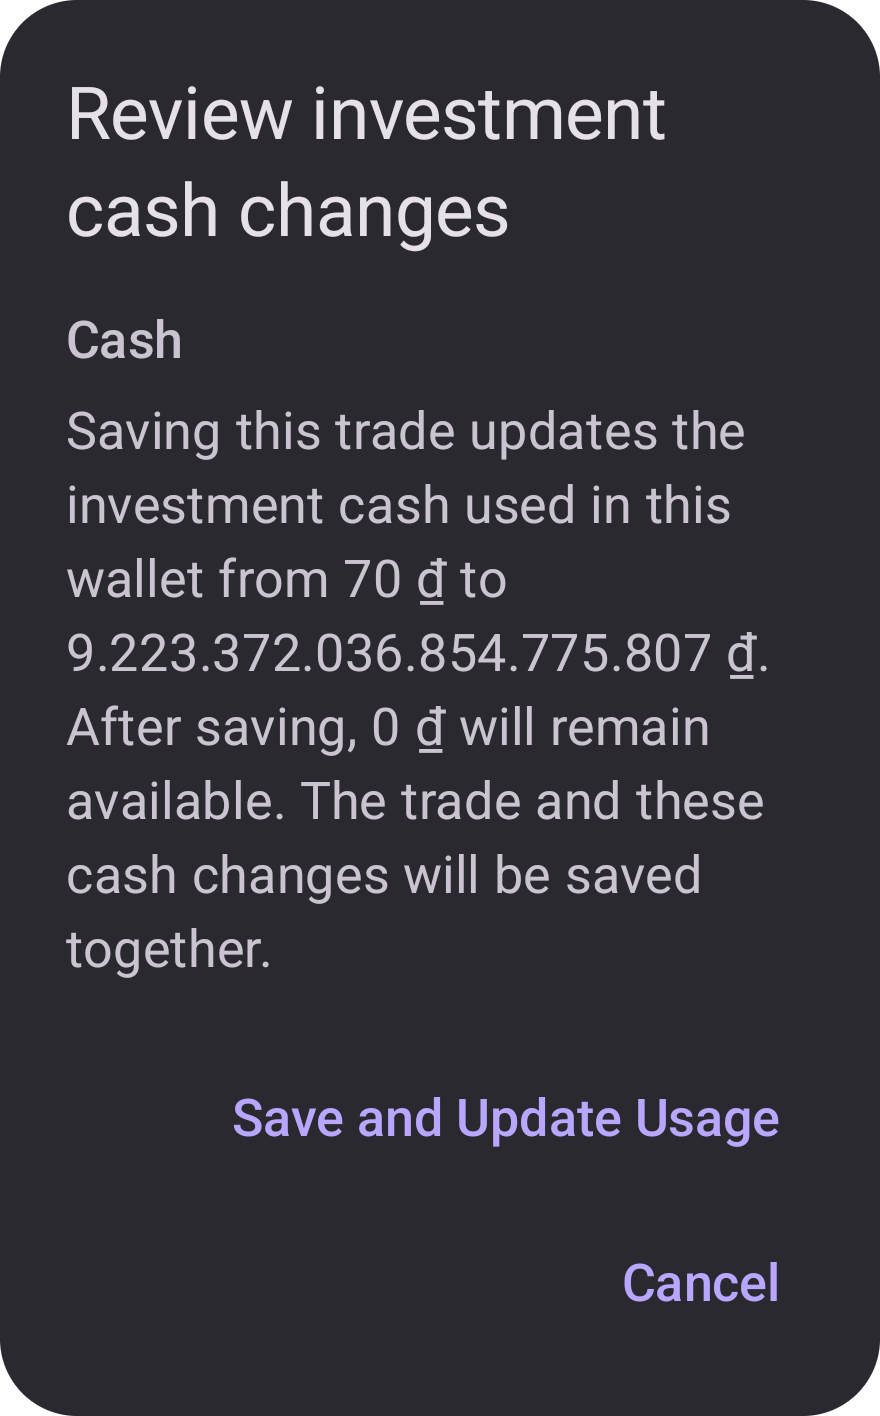 Review investment
cash changes
Cash
Saving this trade updates the
investment cash used in this
wallet from 70 ₫ to
9.223.372.036.854.775.807 ₫.
After saving, 0 ₫ will remain
available. The trade and these
cash changes will be saved
together.
Save and Update Usage
Cancel